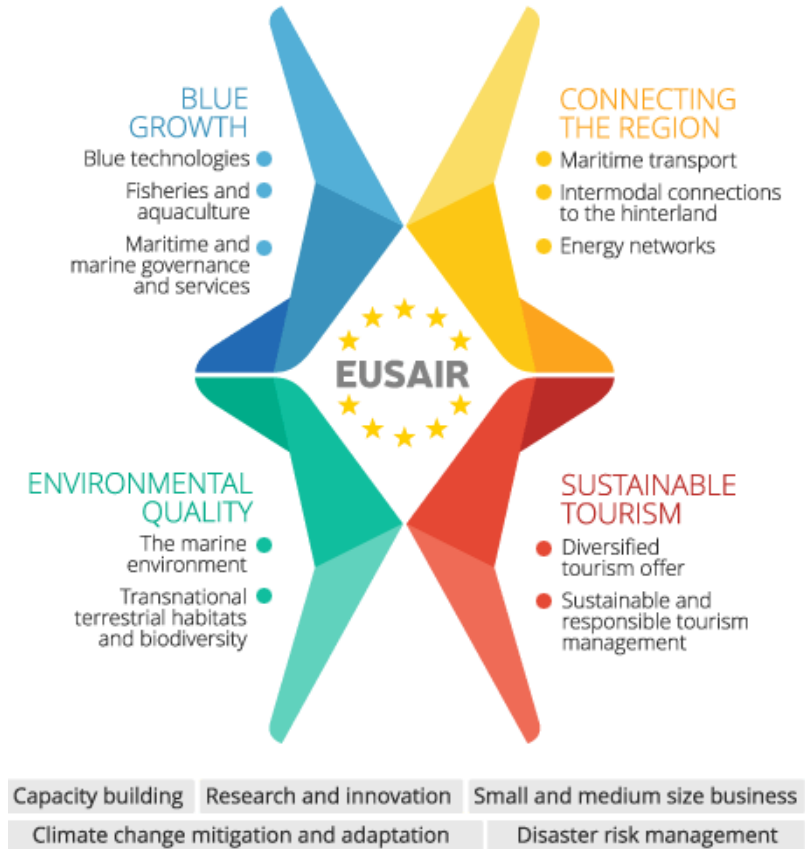 BLUE
GROWTH
Blue technologies
Fisheries and
aquaculture
Maritime and
marine governance
and services
CONNECTING
THE REGION
Maritime transport
Intermodal connections
to the hinterland
Energy networks
EUSAIR
ENVIRONMENTAL
QUALITY
The marine
environment
Transnational
terrestrial habitats
and biodiversity
SUSTAINABLE
TOURISM
Diversified
tourism offer
Sustainable and
responsible tourism
management
Capacity building
Research and innovation
Small and medium size business
Climate change mitigation and adaptation
Disaster risk management